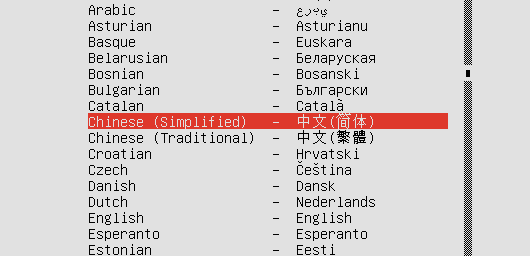 Arabic - عربي
Asturian - Asturianu
Basque - Euskara
Belarusian - Беларуская
Bosnian - Bosanski
Bulgarian - Български
Catalan - Català
Chinese (Simplified) - 中文(简体)
Chinese (Traditional) - 中文(繁體)
Croatian - Hrvatski
Czech - Čeština
Danish - Dansk
Dutch - Nederlands
English - English
Esperanto - Esperanto
Estonian - Eesti